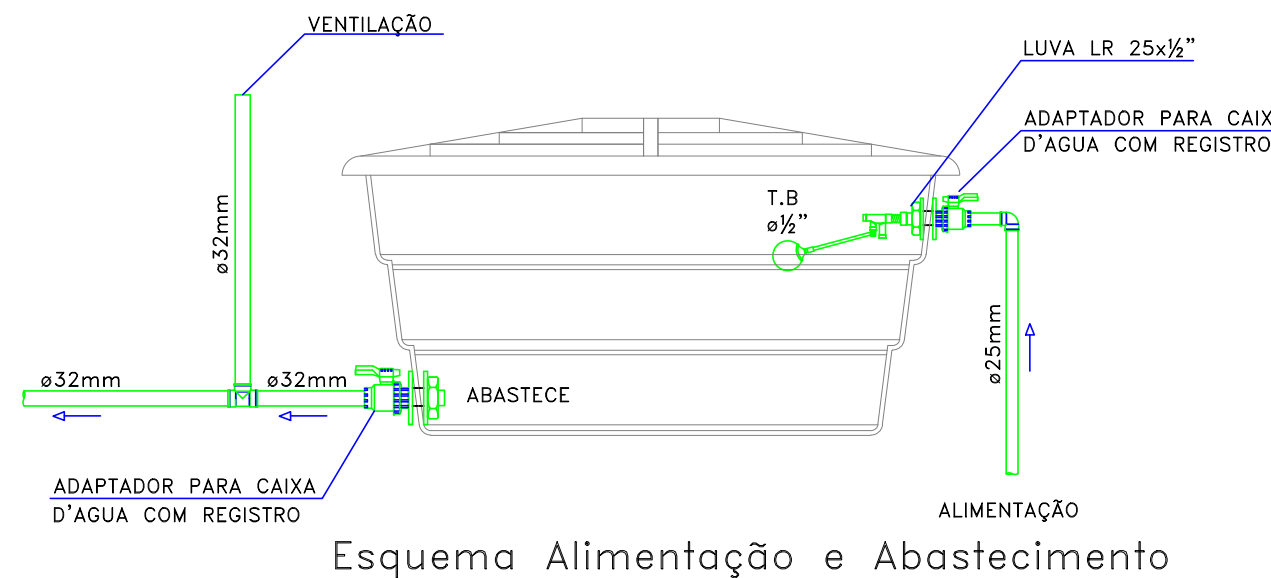 VENTILAÇÃO
LUVA LR 25x½”
ADAPTADOR PARA CAIX
D’AGUA COM REGISTRO
T.B
ø½”
ø32mm
ø25mm
ø32mm
ø32mm
ABASTECE
ADAPTADOR PARA CAIXA
D’AGUA COM REGISTRO
ALIMENTAÇÃO
Esquema Alimentação e Abastecimento